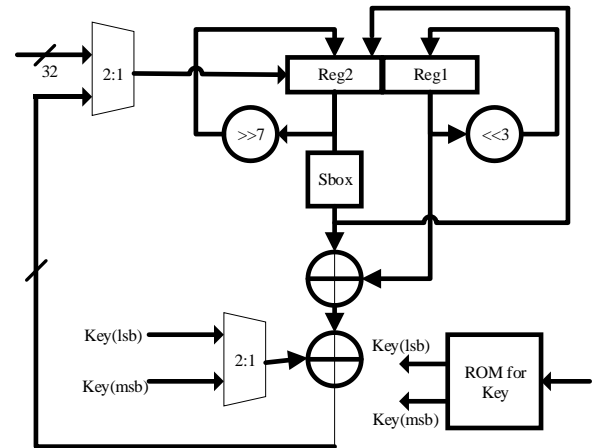 32
2:1
Reg2
Reg1
>>7
<<3
Sbox
Key(lsb)
2:1
Key(msb)
Key(lsb)
Key(msb)
ROM for
Key